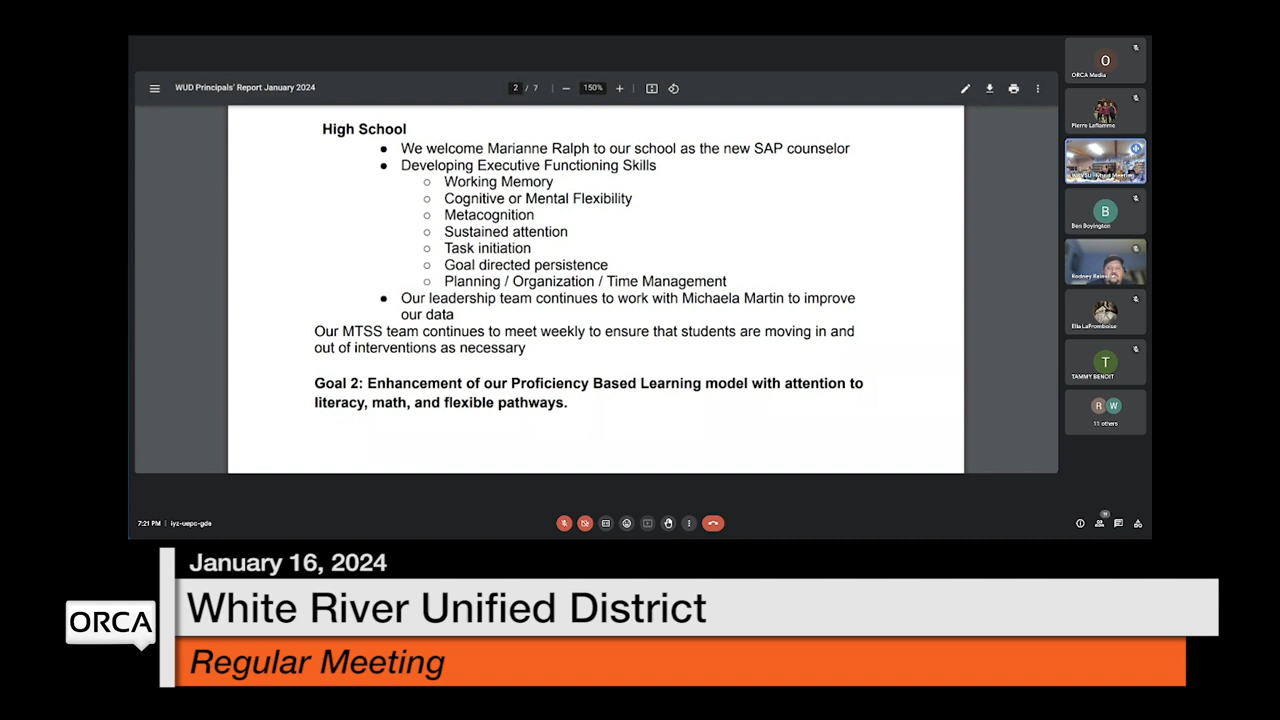 WUD Principals' Report January 2024
2 / 7
150%
High School
We welcome Marianne Ralph to our school as the new SAP counselor
Developing Executive Functioning Skills
Working Memory
Cognitive or Mental Flexibility
Metacognition
Sustained attention
Task initiation
Goal directed persistence
Planning / Organization / Time Management
Our leadership team continues to work with Michaela Martin to improve
our data
Our MTSS team continues to meet weekly to ensure that students are moving in and
out of interventions as necessary
Goal 2: Enhancement of our Proficiency Based Learning model with attention to
literacy, math, and flexible pathways.
O
ORCA Media
Pierre Laflamme
Meeting
B
Ben Boyington
Rodney
Ella LaFromboise
T
TAMMY BENOIT
R W
11 others
7:21 PM | iyz-uepc-gde
January 16, 2024
White River Unified District
ORCA
Regular Meeting